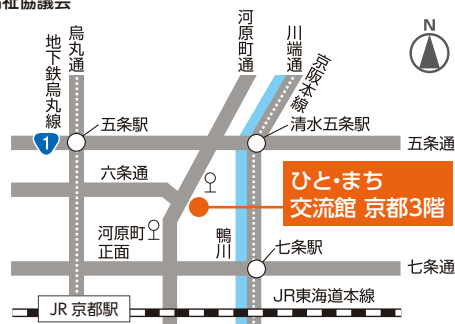 祉協議会
烏丸通
地下鉄烏丸線
河原町通
川端通
京阪本線
N
1
五条駅
清水五条駅
五条通
六条通
ひと・まち
交流館 京都3階
河原町
正面
鴨川
七条駅
七条通
JR東海道本線
JR 京都駅